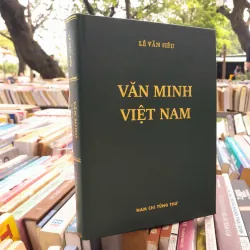 LÊ VĂN SIÊU
VĂN MINH
VIỆT NAM
NAM CHI TÙNG THƯ